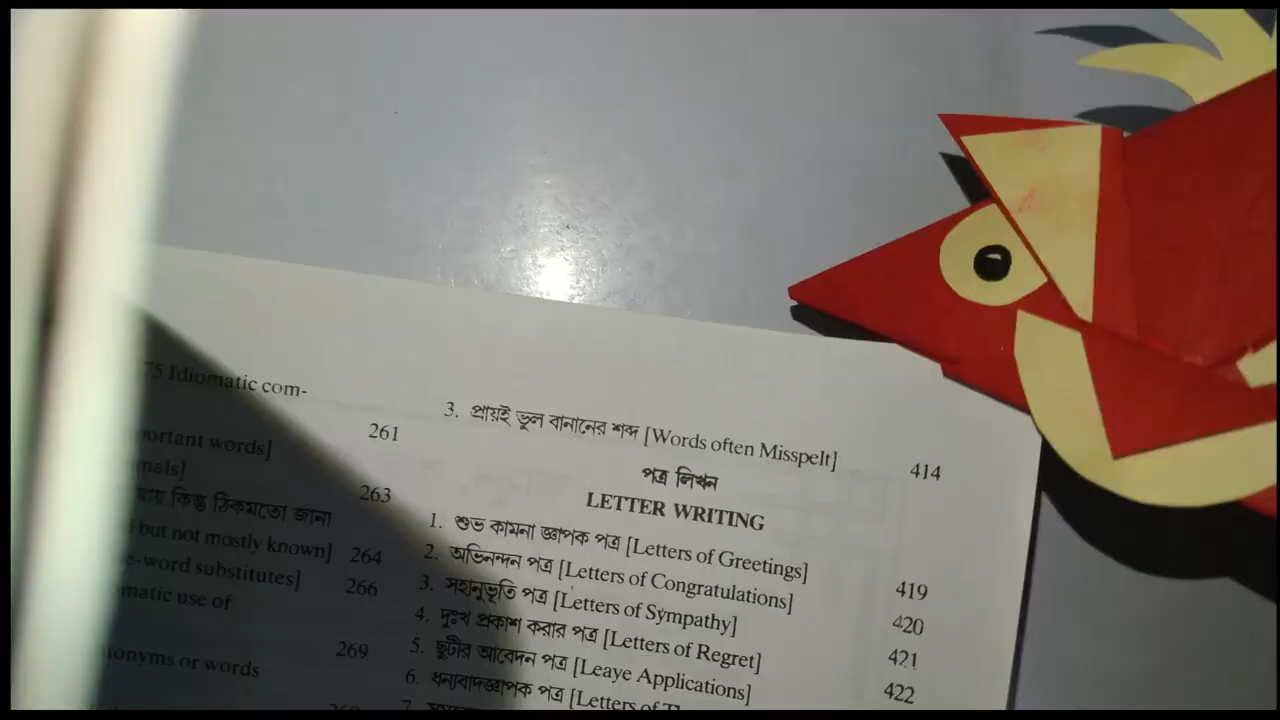 75 Idiomatic com-
261
portant words]
mals]
263
যায় কিন্তু ঠিকমতো জানা
but not mostly known] 264
e-word substitutes] 266
matic use of
269
onyms or words
3. প্রায়ই ভুল বানানের শব্দ [Words often Misspelt] 414
পত্র লিখন
LETTER WRITING
1. শুভ কামনা জ্ঞাপক পত্র [Letters of Greetings] 419
2. অভিনন্দন পত্র [Letters of Congratulations] 420
3. সহানুভূতি পত্র [Letters of Sympathy] 421
4. দুঃখ প্রকাশ করার পত্র [Letters of Regret] 422
5. ছুটীর আবেদন পত্র [Leaye Applications]
6. ধন্যবাদজ্ঞাপক পত্র [Letters of
7.